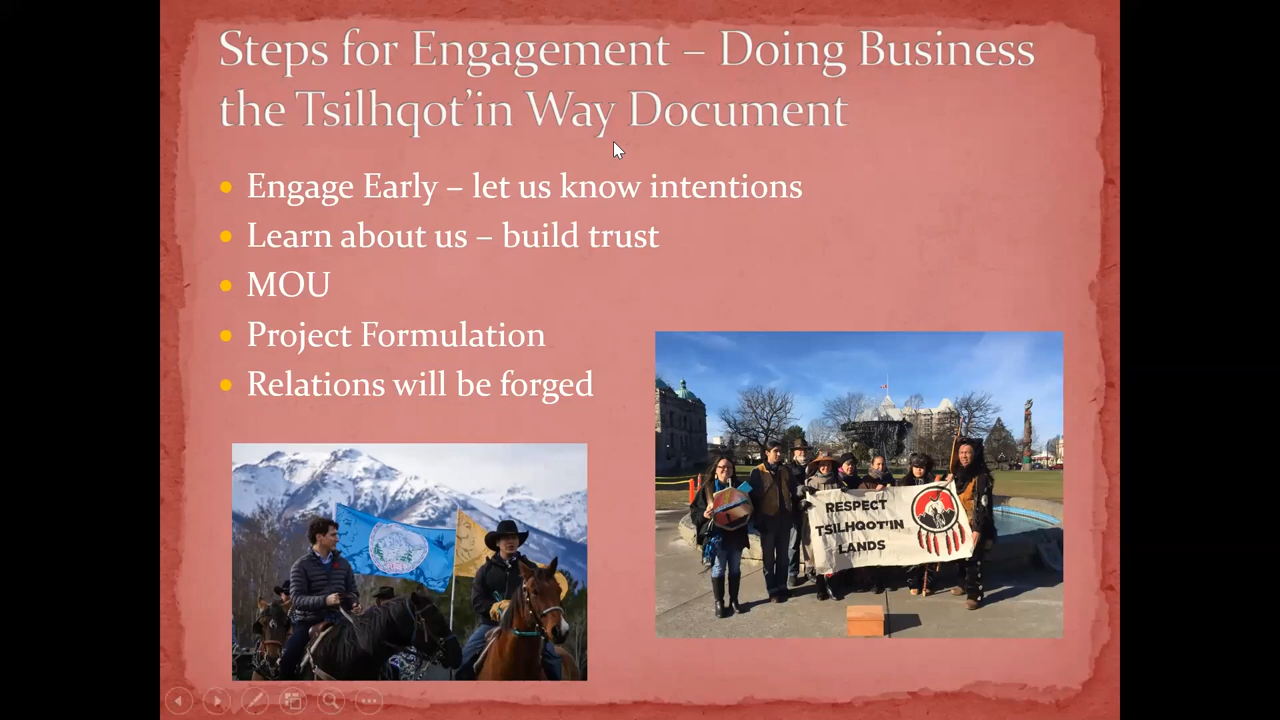 Steps for Engagement – Doing Business
the Tsilhqot’in Way Document
Engage Early – let us know intentions
Learn about us – build trust
MOU
Project Formulation
Relations will be forged
RESPECT
TSILHQOT'IN
LANDS